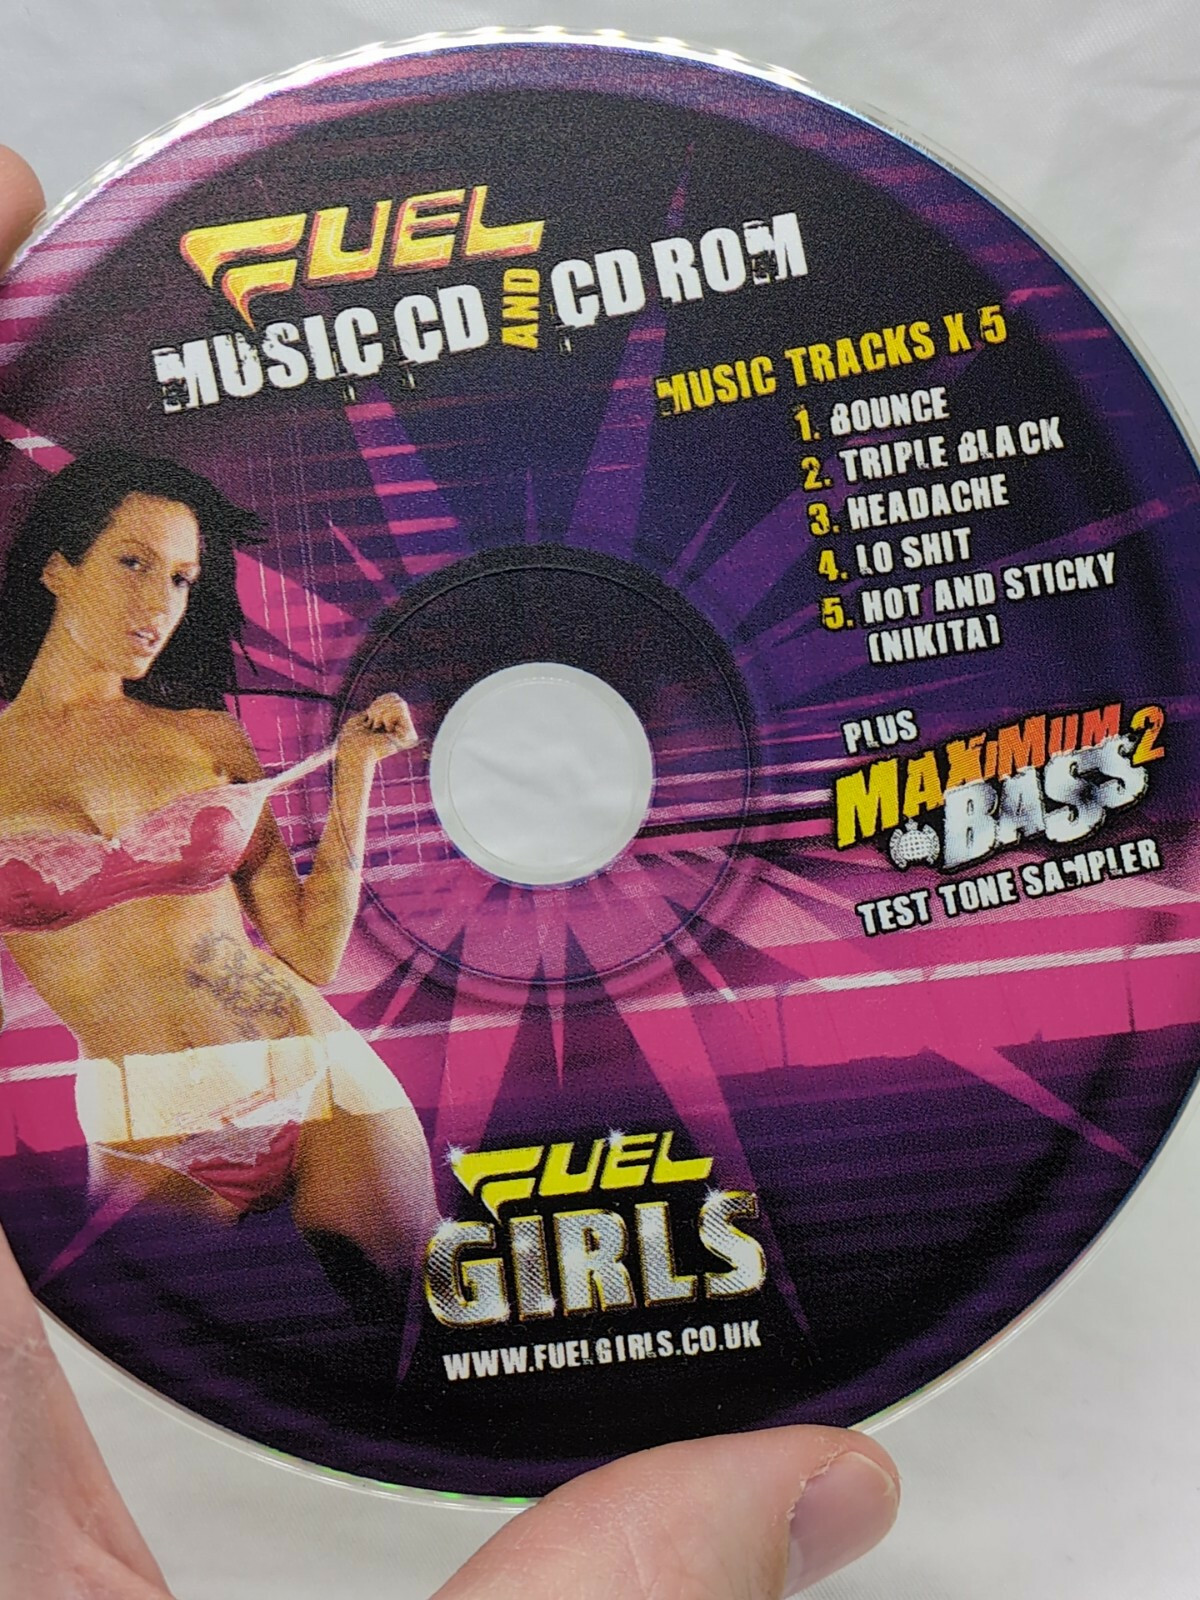 FUEL
MUSIC CD AND CD ROM
MUSIC TRACKS X 5
1. BOUNCE
2. TRIPLE BLACK
3. HEADACHE
4. LO SHIT
5. HOT AND STICKY
(NIKITA)
PLUS
MAXIMUM 2
BASS
TEST TONE SAMPLER
FUEL
GIRLS
WWW.FUELGIRLS.CO.UK